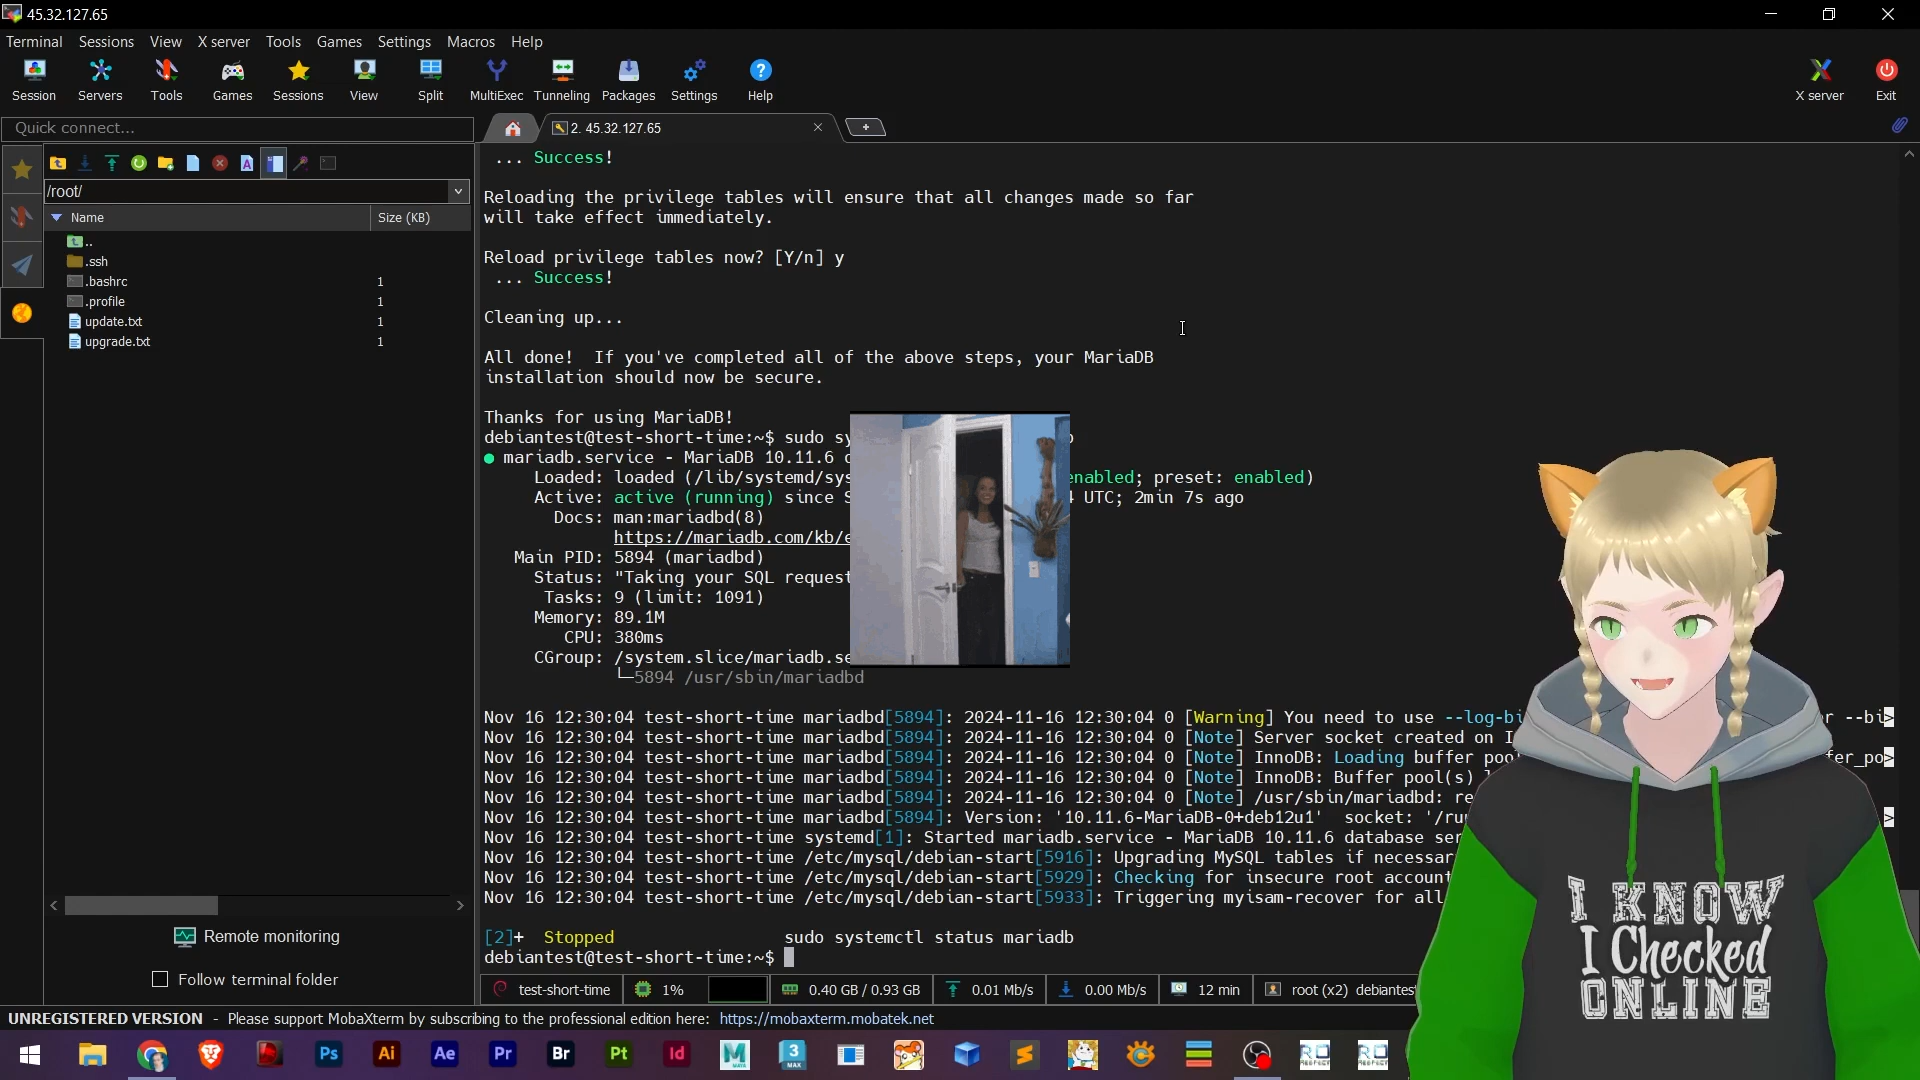 45.32.127.65
Terminal Sessions View X server Tools Games Settings Macros Help
Session Servers Tools Games Sessions View Split MultiExec Tunneling Packages Settings Help X server Exit
Quick connect...
2. 45.32.127.65
/root/
Name Size (KB)
..
.ssh
.bashrc 1
.profile 1
update.txt 1
upgrade.txt 1
Remote monitoring
Follow terminal folder
... Success!
Reloading the privilege tables will ensure that all changes made so far
will take effect immediately.
Reload privilege tables now? [Y/n] y
... Success!
Cleaning up...
All done!  If you've completed all of the above steps, your MariaDB
installation should now be secure.
Thanks for using MariaDB!
debiantest@test-short-time:~$ sudo sy
● mariadb.service - MariaDB 10.11.6
Loaded: loaded (/lib/systemd/sys enabled; preset: enabled)
Active: active (running) since UTC; 2min 7s ago
Docs: man:mariadbd(8)
https://mariadb.com/kb/
Main PID: 5894 (mariadbd)
Status: "Taking your SQL request
Tasks: 9 (limit: 1091)
Memory: 89.1M
CPU: 380ms
CGroup: /system.slice/mariadb.se
└─5894 /usr/sbin/mariadbd
Nov 16 12:30:04 test-short-time mariadbd[5894]: 2024-11-16 12:30:04 0 [Warning] You need to use --log-bi --bi>
Nov 16 12:30:04 test-short-time mariadbd[5894]: 2024-11-16 12:30:04 0 [Note] Server socket created on
Nov 16 12:30:04 test-short-time mariadbd[5894]: 2024-11-16 12:30:04 0 [Note] InnoDB: Loading buffer poo fer_po>
Nov 16 12:30:04 test-short-time mariadbd[5894]: 2024-11-16 12:30:04 0 [Note] InnoDB: Buffer pool(s)
Nov 16 12:30:04 test-short-time mariadbd[5894]: 2024-11-16 12:30:04 0 [Note] /usr/sbin/mariadbd: re
Nov 16 12:30:04 test-short-time mariadbd[5894]: Version: '10.11.6-MariaDB-0+deb12u1'  socket: '/ru >
Nov 16 12:30:04 test-short-time systemd[1]: Started mariadb.service - MariaDB 10.11.6 database se
Nov 16 12:30:04 test-short-time /etc/mysql/debian-start[5916]: Upgrading MySQL tables if necessar
Nov 16 12:30:04 test-short-time /etc/mysql/debian-start[5929]: Checking for insecure root account
Nov 16 12:30:04 test-short-time /etc/mysql/debian-start[5933]: Triggering myisam-recover for all
[2]+  Stopped                 sudo systemctl status mariadb
debiantest@test-short-time:~$
I KNOW
I Checked
ONLINE
test-short-time 1% 0.40 GB / 0.93 GB 0.01 Mb/s 0.00 Mb/s 12 min root (x2) debiantest
UNREGISTERED VERSION - Please support MobaXterm by subscribing to the professional edition here: https://mobaxterm.mobatek.net
Ps Ai Ae Pr Br Pt Id M 3